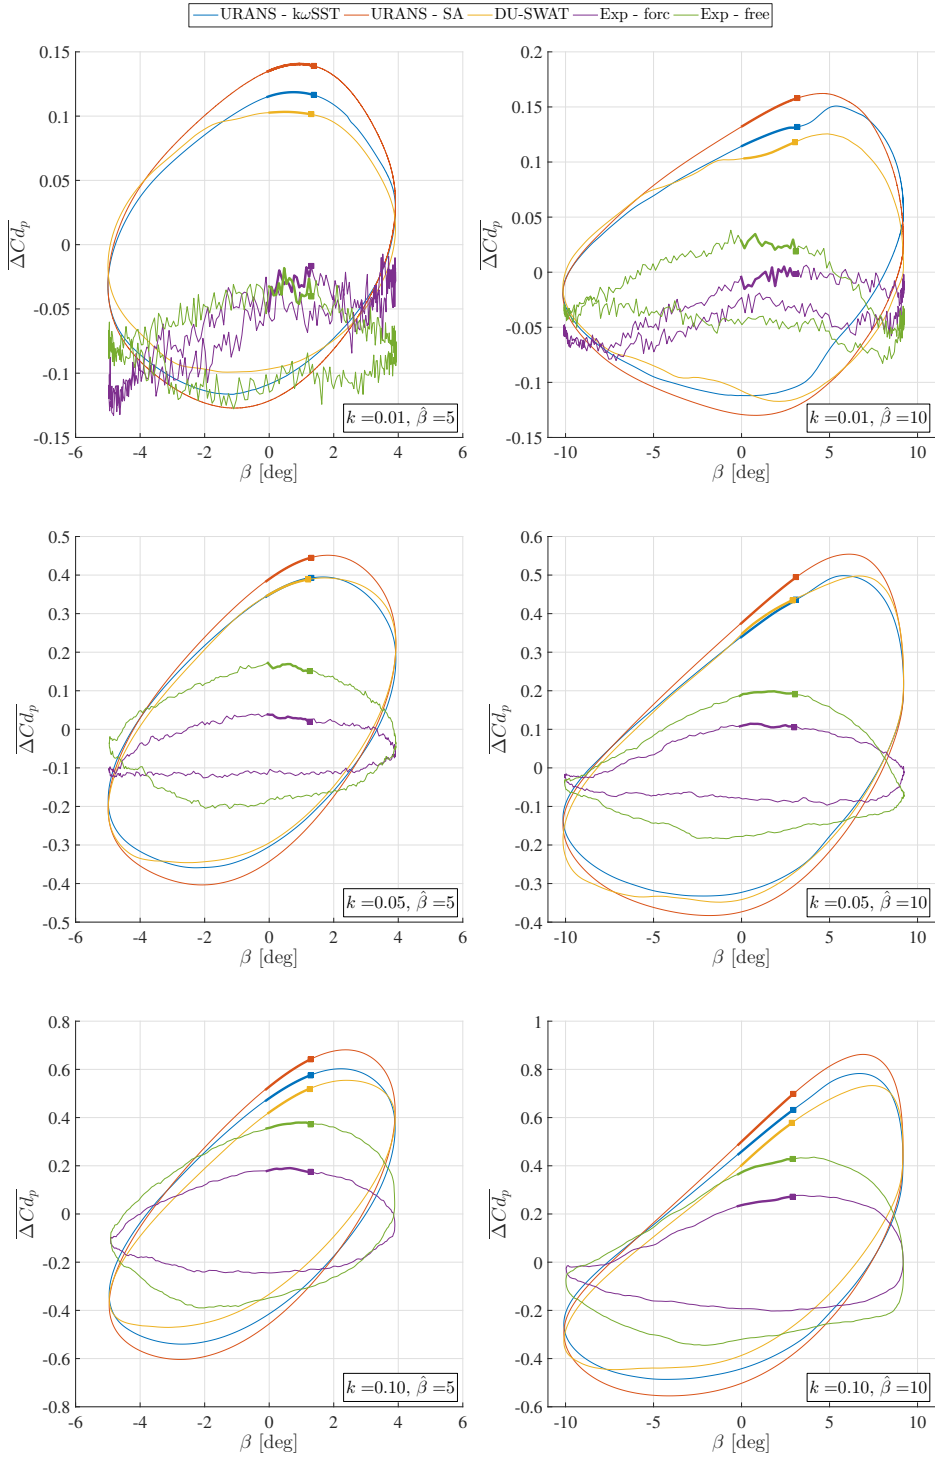 URANS - kωSST URANS - SA DU-SWAT Exp - forc Exp - free
0.15
0.1
0.05
0
-0.05
-0.1
-0.15
ΔCd_p
-6 -4 -2 0 2 4 6
β [deg]
k =0.01, β̂ =5
0.2
0.15
0.1
0.05
0
-0.05
-0.1
-0.15
ΔCd_p
-10 -5 0 5 10
β [deg]
k =0.01, β̂ =10
0.5
0.4
0.3
0.2
0.1
0
-0.1
-0.2
-0.3
-0.4
-0.5
ΔCd_p
-6 -4 -2 0 2 4 6
β [deg]
k =0.05, β̂ =5
0.6
0.5
0.4
0.3
0.2
0.1
0
-0.1
-0.2
-0.3
-0.4
ΔCd_p
-10 -5 0 5 10
β [deg]
k =0.05, β̂ =10
0.8
0.6
0.4
0.2
0
-0.2
-0.4
-0.6
-0.8
ΔCd_p
-6 -4 -2 0 2 4 6
β [deg]
k =0.10, β̂ =5
1
0.8
0.6
0.4
0.2
0
-0.2
-0.4
-0.6
ΔCd_p
-10 -5 0 5 10
β [deg]
k =0.10, β̂ =10